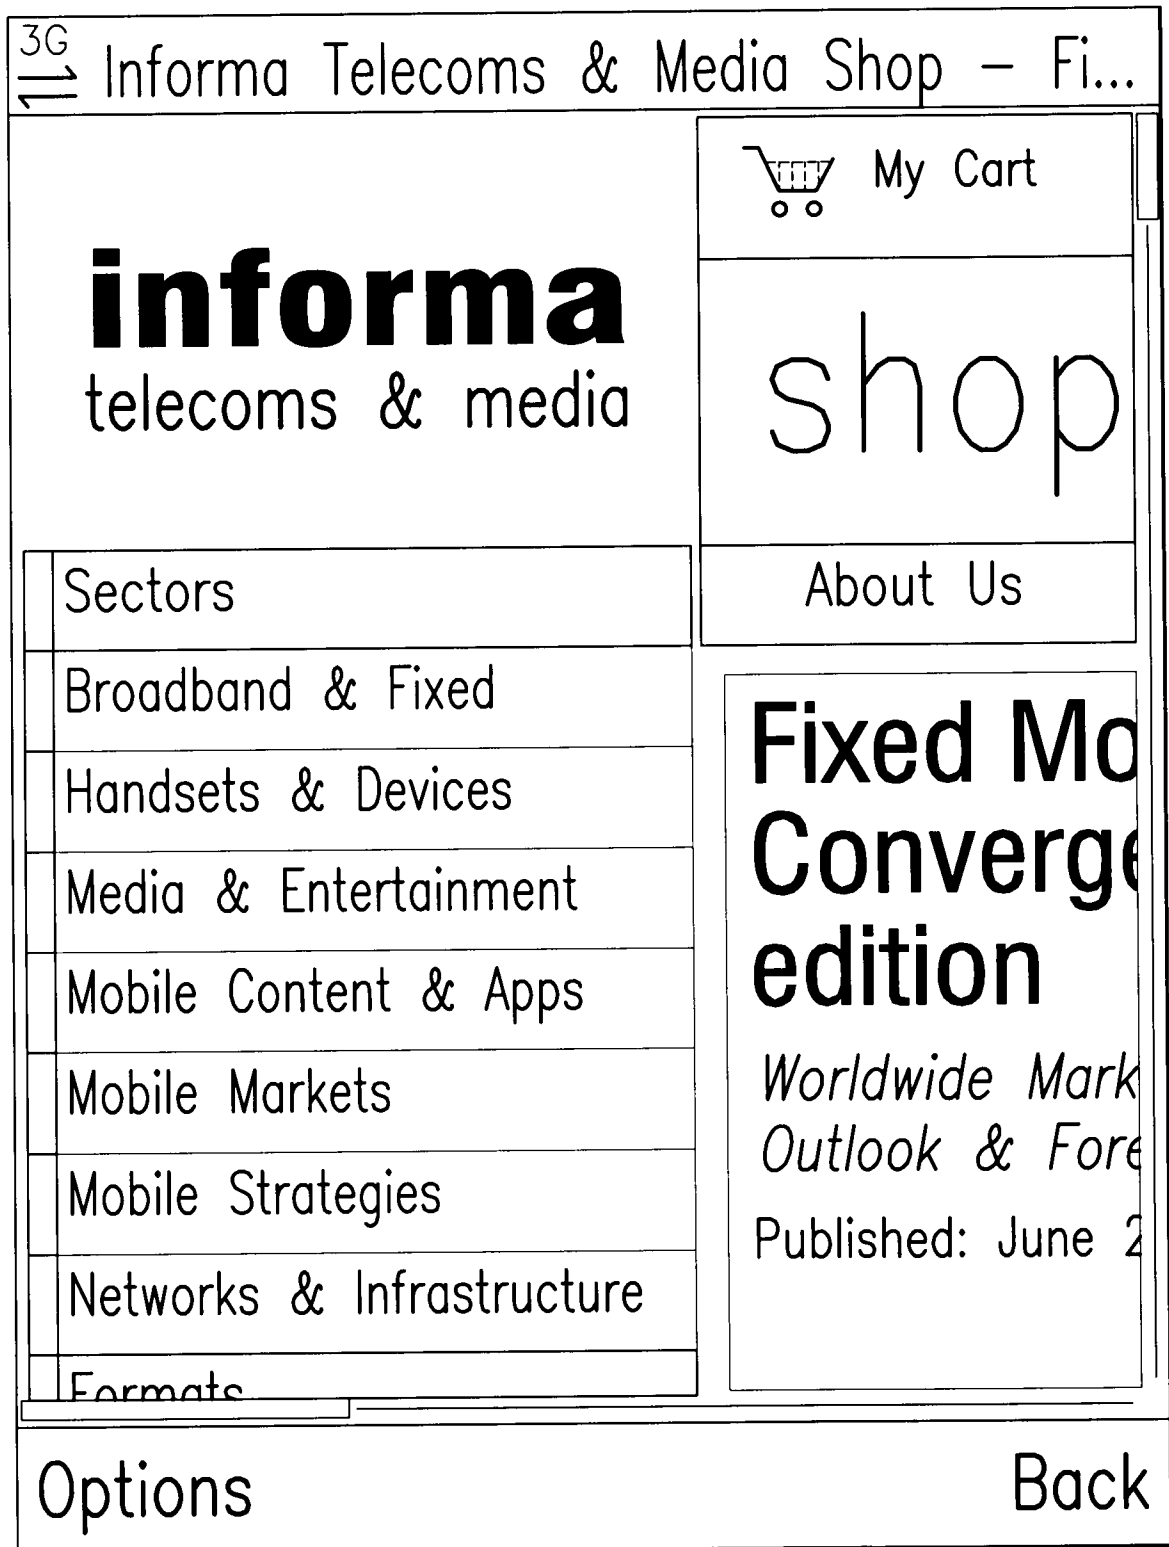 3G
Informa Telecoms & Media Shop – Fi...
My Cart
informa
telecoms & media
shop
About Us
Sectors
Broadband & Fixed
Handsets & Devices
Media & Entertainment
Mobile Content & Apps
Mobile Markets
Mobile Strategies
Networks & Infrastructure
Formats
Fixed Mo
Converge
edition
Worldwide Mark
Outlook & Fore
Published: June 2
Options
Back